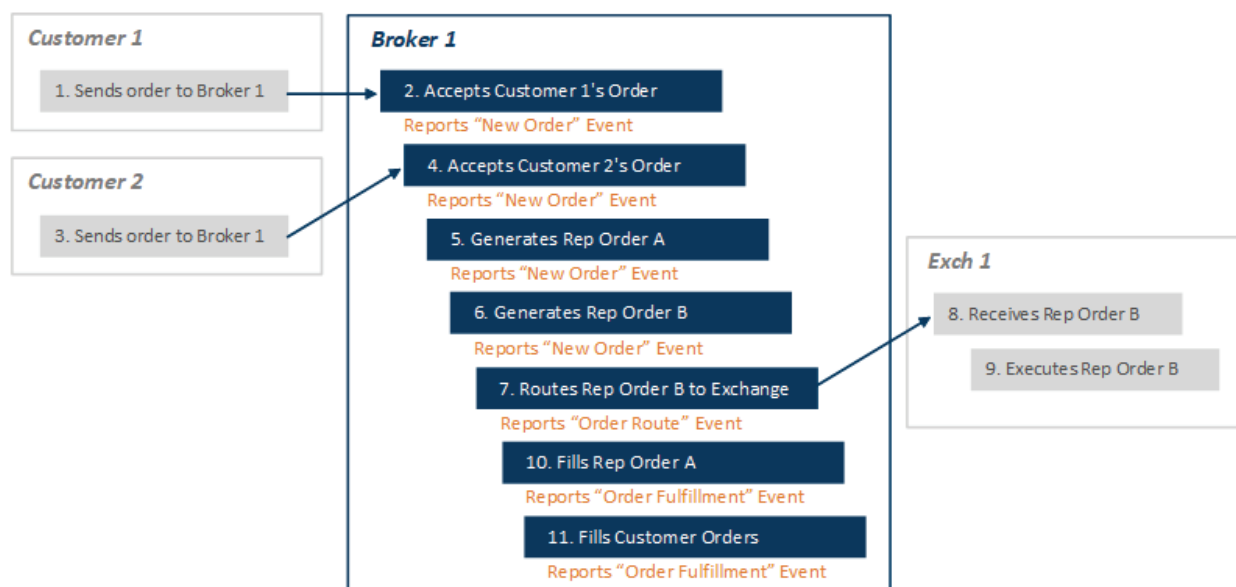 Customer 1
1. Sends order to Broker 1
Customer 2
3. Sends order to Broker 1
Broker 1
2. Accepts Customer 1's Order
Reports “New Order” Event
4. Accepts Customer 2's Order
Reports “New Order” Event
5. Generates Rep Order A
Reports “New Order” Event
6. Generates Rep Order B
Reports “New Order” Event
7. Routes Rep Order B to Exchange
Reports “Order Route” Event
10. Fills Rep Order A
Reports “Order Fulfillment” Event
11. Fills Customer Orders
Reports “Order Fulfillment” Event
Exch 1
8. Receives Rep Order B
9. Executes Rep Order B